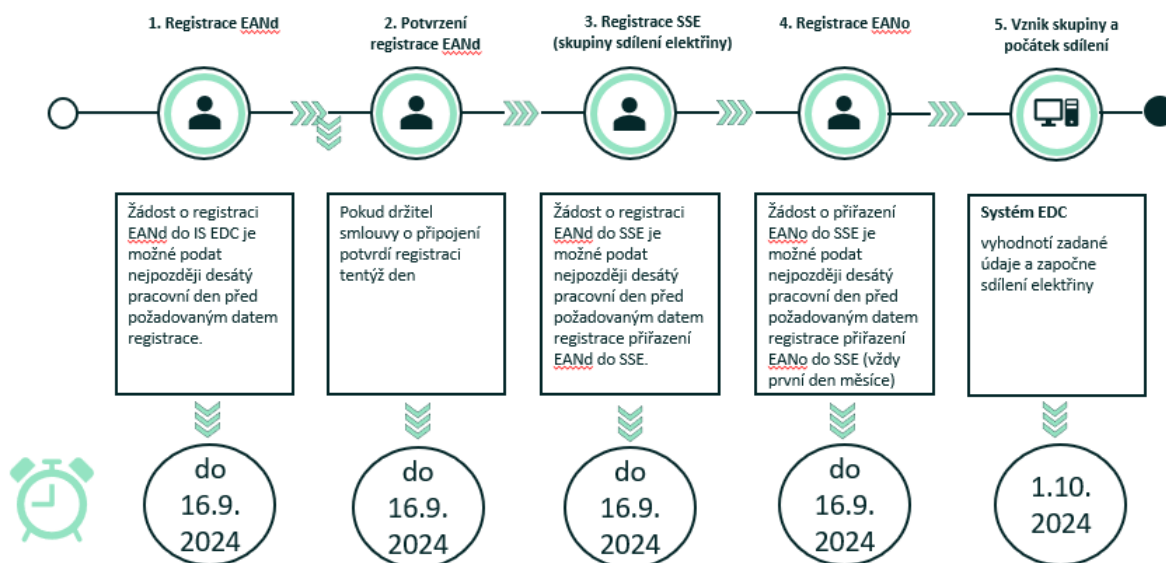 1. Registrace EANd
2. Potvrzení
registrace EANd
3. Registrace SSE
(skupiny sdílení elektřiny)
4. Registrace EANo
5. Vznik skupiny a
počátek sdílení
Žádost o registraci
EANd do IS EDC je
možné podat
nejpozději desátý
pracovní den před
požadovaným datem
registrace.
Pokud držitel
smlouvy o připojení
potvrdí registraci
tentýž den
Žádost o registraci
EANd do SSE je
možné podat
nejpozději desátý
pracovní den před
požadovaným datem
registrace přiřazení
EANd do SSE.
Žádost o přiřazení
EANo do SSE je
možné podat
nejpozději desátý
pracovní den před
požadovaným datem
registrace přiřazení
EANo do SSE (vždy
první den měsíce)
Systém EDC
vyhodnotí zadané
údaje a započne
sdílení elektřiny
do
16.9.
2024
do
16.9.
2024
do
16.9.
2024
do
16.9.
2024
1.10.
2024